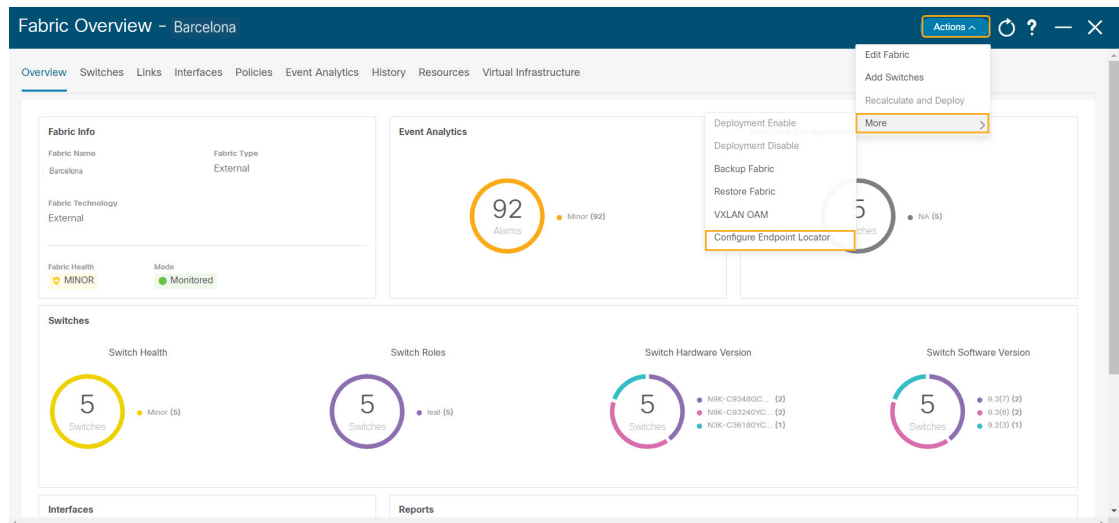 Fabric Overview - Barcelona
Actions
?
Edit Fabric
Add Switches
Recalculate and Deploy
More
Deployment Enable
Deployment Disable
Backup Fabric
Restore Fabric
VXLAN OAM
Configure Endpoint Locator
Overview Switches Links Interfaces Policies Event Analytics History Resources Virtual Infrastructure
Fabric Info
Fabric Name
Fabric Type
Barcelona
External
Fabric Technology
External
Fabric Health
Mode
MINOR
Monitored
Event Analytics
92
Alarms
Minor (92)
5
NA (5)
Switches
Switch Health
5
Switches
Minor (5)
Switch Roles
5
Switches
leaf (5)
Switch Hardware Version
5
Switches
N9K-C9348GC... (2)
N9K-C93240YC... (2)
N3K-C36180YC... (1)
Switch Software Version
5
Switches
9.3(7) (2)
9.3(6) (2)
9.2(3) (1)
Interfaces
Reports